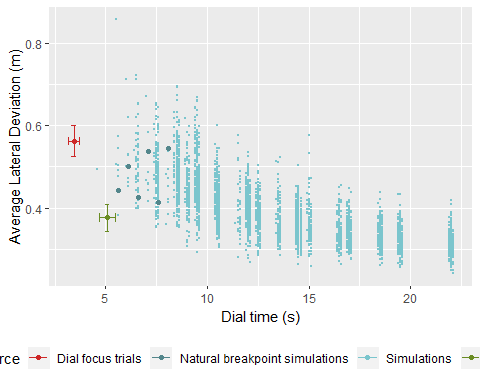 Average Lateral Deviation (m)
0.8
0.6
0.4
5
10
15
20
Dial time (s)
rce
Dial focus trials
Natural breakpoint simulations
Simulations